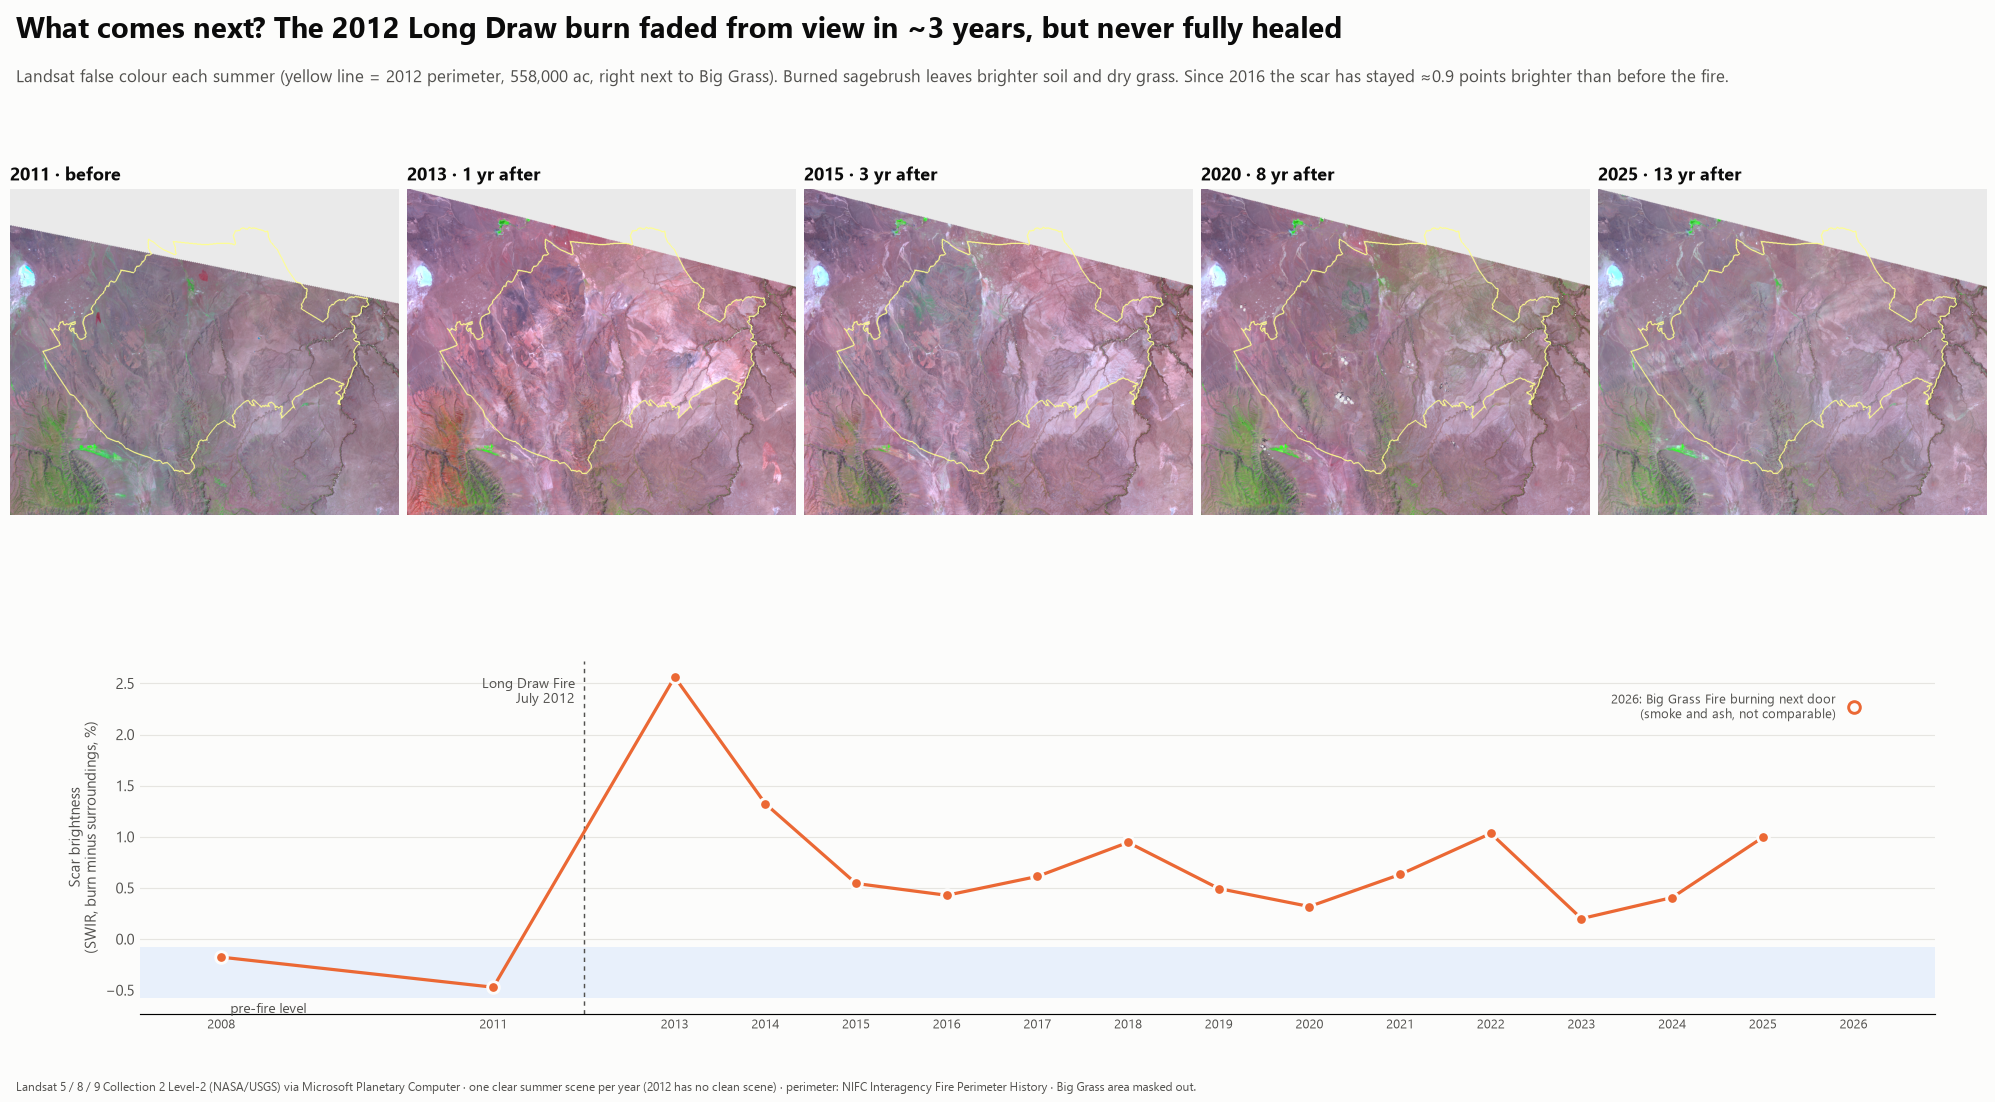 What comes next? The 2012 Long Draw burn faded from view in ~3 years, but never fully healed
Landsat false colour each summer (yellow line = 2012 perimeter, 558,000 ac, right next to Big Grass). Burned sagebrush leaves brighter soil and dry grass. Since 2016 the scar has stayed ≈0.9 points brighter than before the fire.
2011 · before
2013 · 1 yr after
2015 · 3 yr after
2020 · 8 yr after
2025 · 13 yr after
Scar brightness
(SWIR, burn minus surroundings, %)
2.5
2.0
1.5
1.0
0.5
0.0
−0.5
Long Draw Fire
July 2012
2026: Big Grass Fire burning next door
(smoke and ash, not comparable)
pre-fire level
2008
2011
2013
2014
2015
2016
2017
2018
2019
2020
2021
2022
2023
2024
2025
2026
Landsat 5 / 8 / 9 Collection 2 Level-2 (NASA/USGS) via Microsoft Planetary Computer · one clear summer scene per year (2012 has no clean scene) · perimeter: NIFC Interagency Fire Perimeter History · Big Grass area masked out.